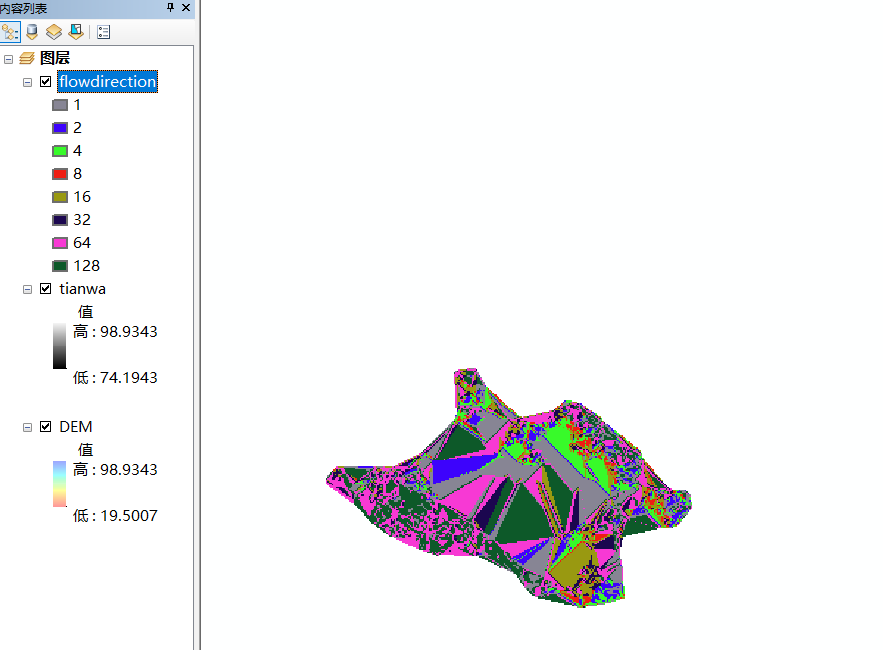 内容列表
图层
flowdirection
1
2
4
8
16
32
64
128
tianwa
值
高 : 98.9343
低 : 74.1943
DEM
值
高 : 98.9343
低 : 19.5007